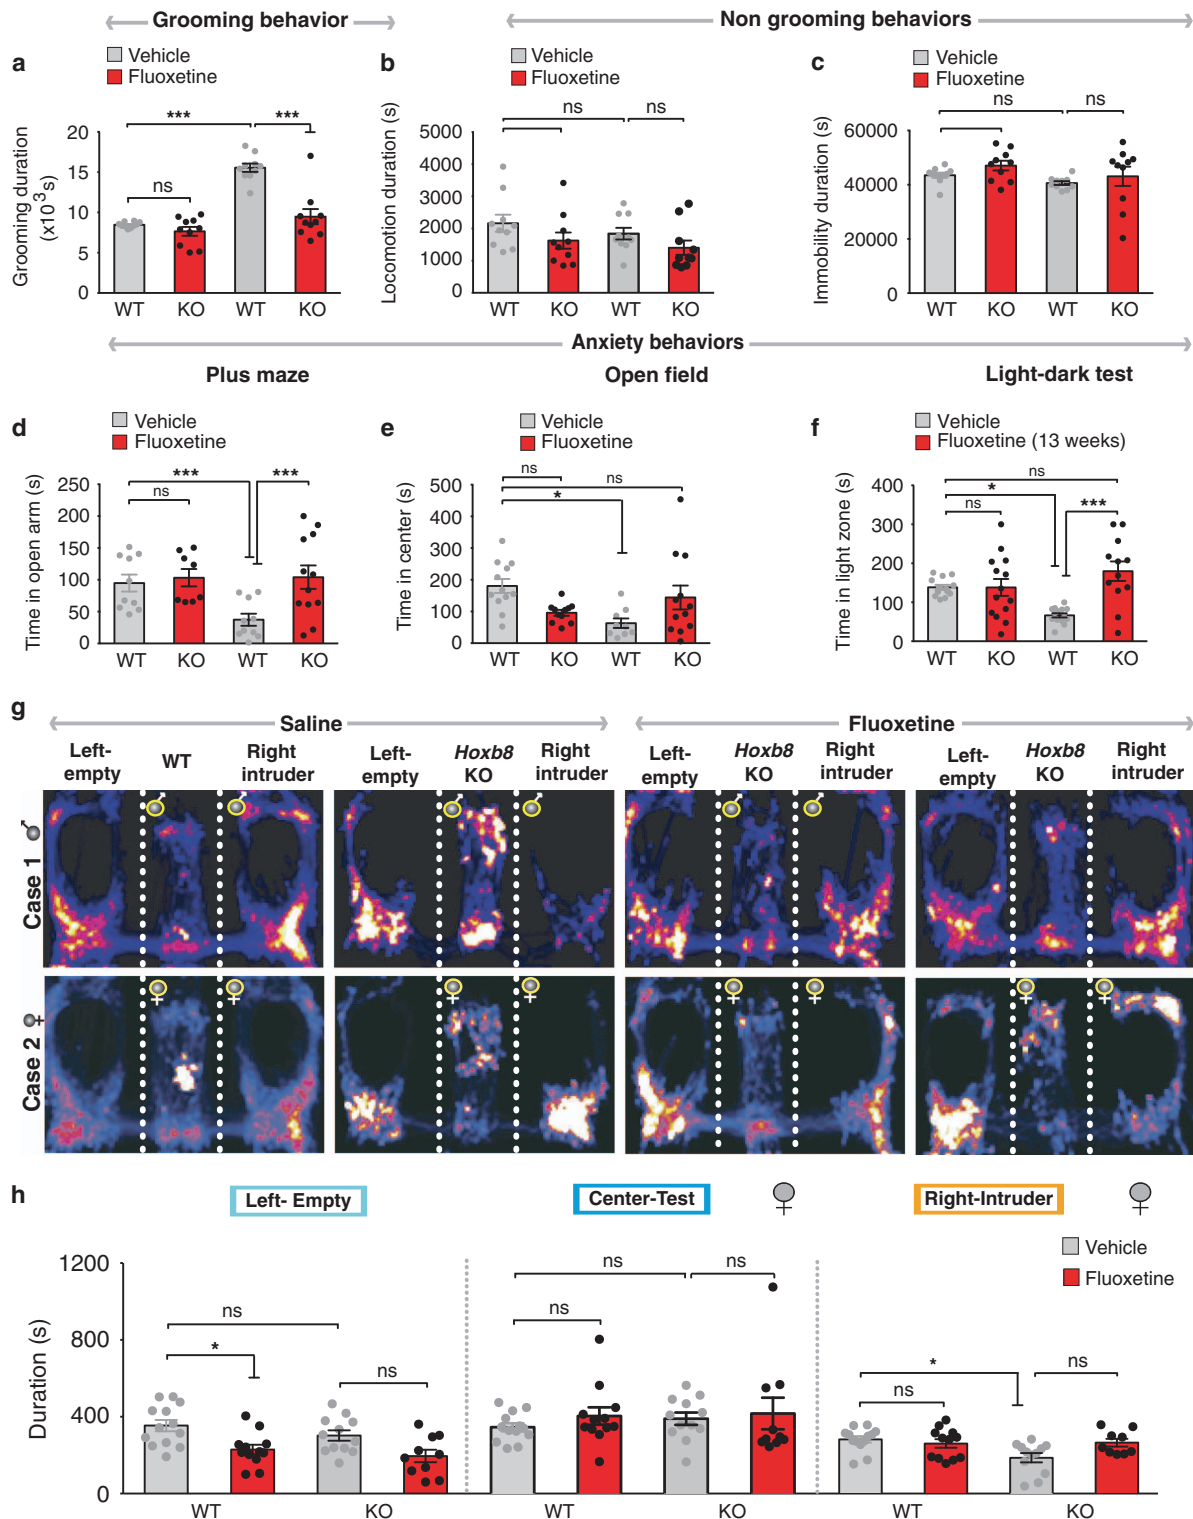 Grooming behavior
Non grooming behaviors
a
Vehicle
Fluoxetine
Grooming duration
(x10³ s)
20
15
10
5
0
***
***
ns
WT KO WT KO
b
Vehicle
Fluoxetine
Locomotion duration (s)
5000
4000
3000
2000
1000
0
ns
ns
WT KO WT KO
c
Vehicle
Fluoxetine
Immobility duration (s)
60000
40000
20000
0
ns
ns
WT KO WT KO
Anxiety behaviors
Plus maze
Open field
Light-dark test
d
Vehicle
Fluoxetine
Time in open arm (s)
250
200
150
100
50
0
***
***
ns
WT KO WT KO
e
Vehicle
Fluoxetine
Time in center (s)
500
400
300
200
100
0
ns
ns
*
WT KO WT KO
f
Vehicle
Fluoxetine (13 weeks)
Time in light zone (s)
400
300
200
100
0
ns
*
ns
***
WT KO WT KO
g
Saline
Fluoxetine
Left-empty
WT
Right intruder
Left-empty
Hoxb8 KO
Right intruder
Left-empty
Hoxb8 KO
Right intruder
Left-empty
Hoxb8 KO
Right intruder
Case 1
Case 2
h
Left- Empty
Center-Test
Right-Intruder
Vehicle
Fluoxetine
Duration (s)
1200
800
400
0
ns
*
ns
ns
ns
ns
*
ns
ns
WT KO WT KO WT KO